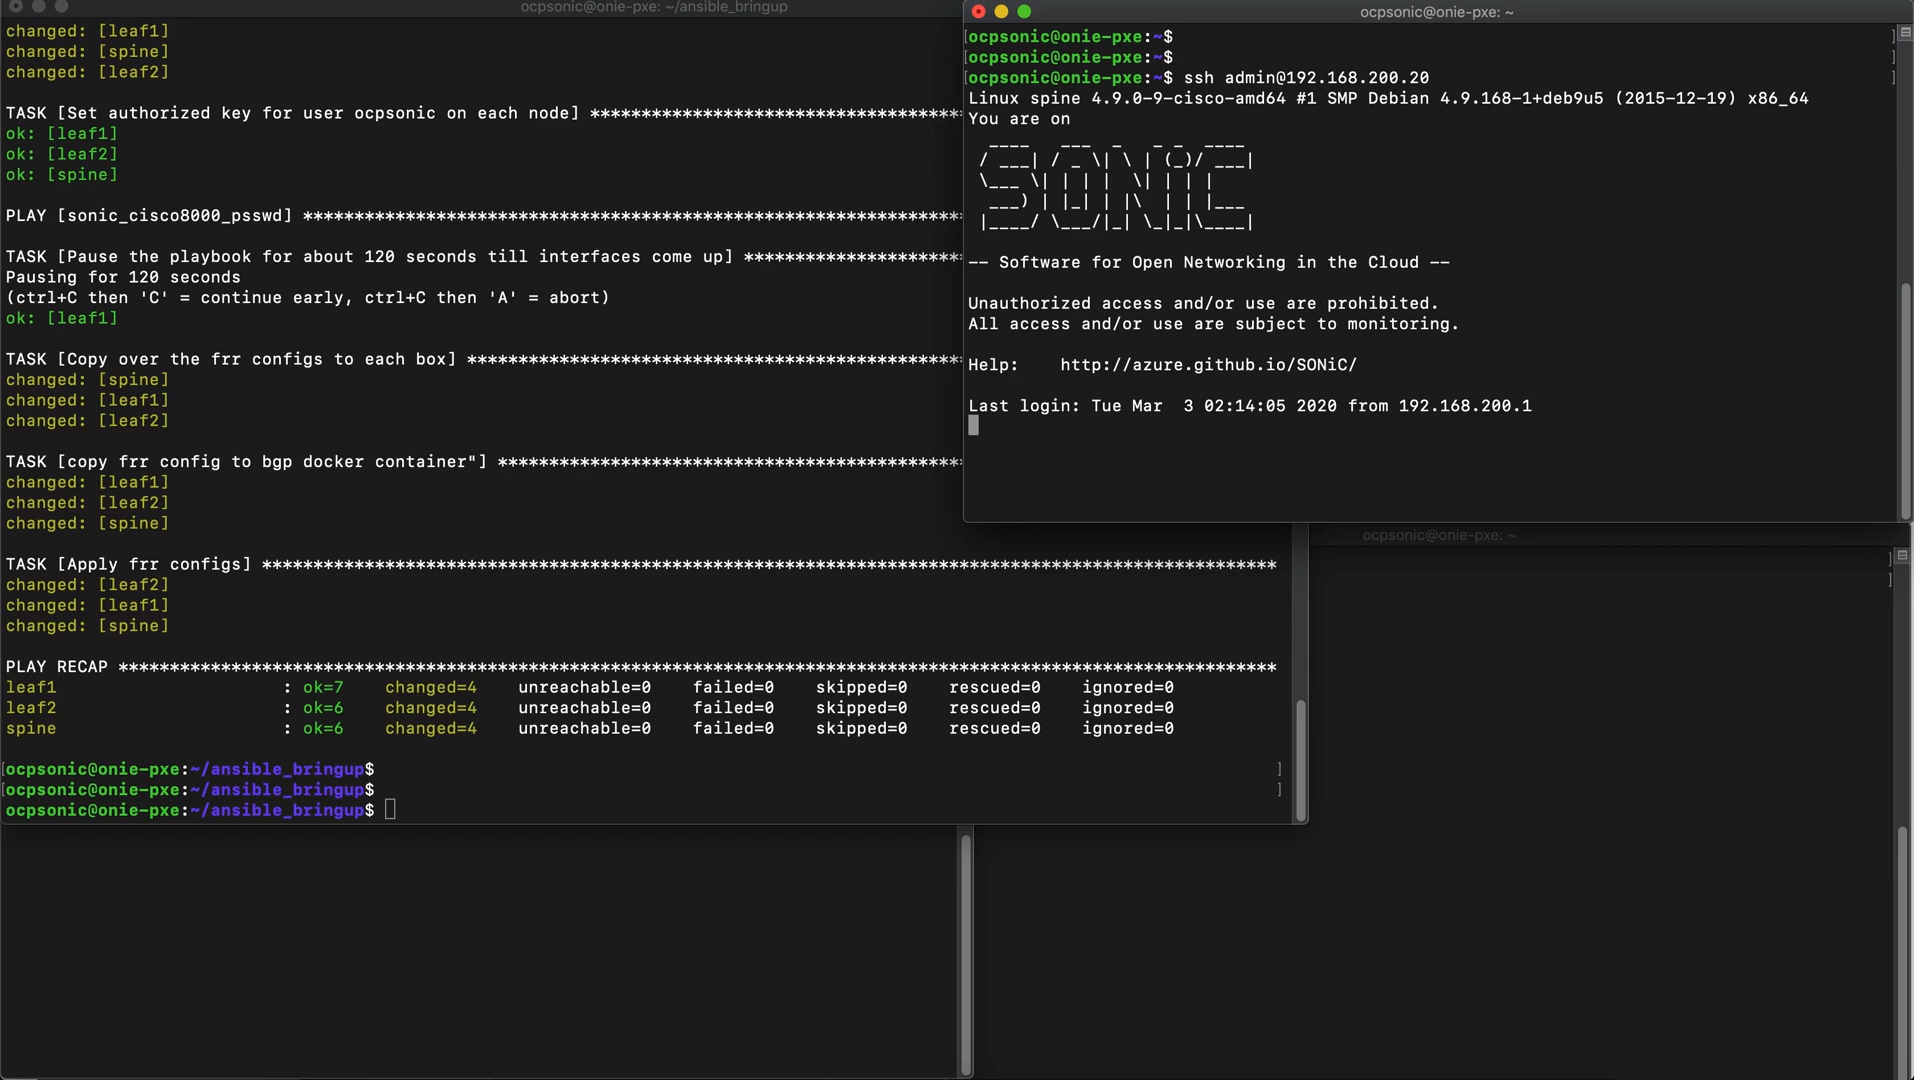 ocpsonic@onie-pxe: ~/ansible_bringup
changed: [leaf1]
changed: [spine]
changed: [leaf2]
TASK [Set authorized key for user ocpsonic on each node] ************************************
ok: [leaf1]
ok: [leaf2]
ok: [spine]
PLAY [sonic_cisco8000_psswd] ****************************************************************
TASK [Pause the playbook for about 120 seconds till interfaces come up] *********************
Pausing for 120 seconds
(ctrl+C then 'C' = continue early, ctrl+C then 'A' = abort)
ok: [leaf1]
TASK [Copy over the frr configs to each box] ************************************************
changed: [spine]
changed: [leaf1]
changed: [leaf2]
TASK [copy frr config to bgp docker container"] *********************************************
changed: [leaf1]
changed: [leaf2]
changed: [spine]
TASK [Apply frr configs] ***************************************************************************************************
changed: [leaf2]
changed: [leaf1]
changed: [spine]
PLAY RECAP *****************************************************************************************************************
leaf1                      : ok=7    changed=4    unreachable=0    failed=0    skipped=0    rescued=0    ignored=0
leaf2                      : ok=6    changed=4    unreachable=0    failed=0    skipped=0    rescued=0    ignored=0
spine                      : ok=6    changed=4    unreachable=0    failed=0    skipped=0    rescued=0    ignored=0
[ocpsonic@onie-pxe:~/ansible_bringup$ ]
[ocpsonic@onie-pxe:~/ansible_bringup$ ]
ocpsonic@onie-pxe:~/ansible_bringup$
ocpsonic@onie-pxe: ~
[ocpsonic@onie-pxe:~$ ]
[ocpsonic@onie-pxe:~$ ]
[ocpsonic@onie-pxe:~$ ssh admin@192.168.200.20 ]
Linux spine 4.9.0-9-cisco-amd64 #1 SMP Debian 4.9.168-1+deb9u5 (2015-12-19) x86_64
You are on
SONiC
-- Software for Open Networking in the Cloud --
Unauthorized access and/or use are prohibited.
All access and/or use are subject to monitoring.
Help:    http://azure.github.io/SONiC/
Last login: Tue Mar  3 02:14:05 2020 from 192.168.200.1
ocpsonic@onie-pxe: ~
]
]